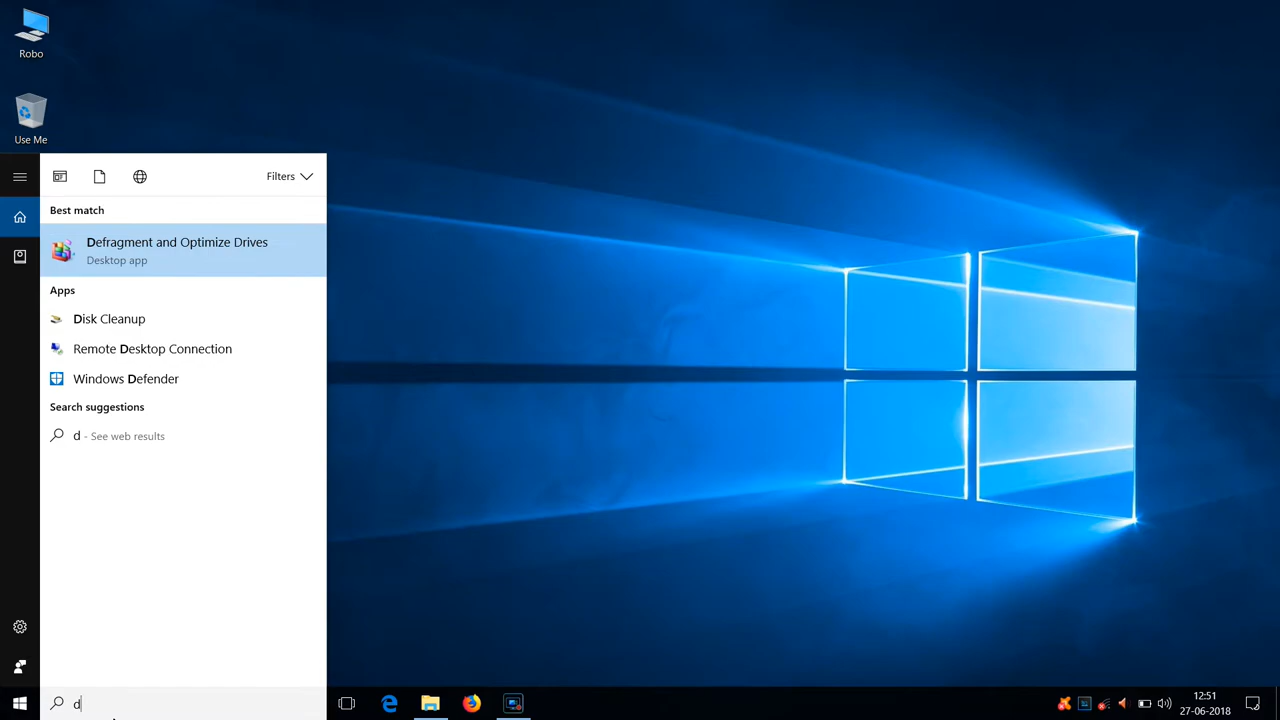 Robo
Use Me
Filters
Best match
Defragment and Optimize Drives
Desktop app
Apps
Disk Cleanup
Remote Desktop Connection
Windows Defender
Search suggestions
d - See web results
d
12:51
27-06-2018